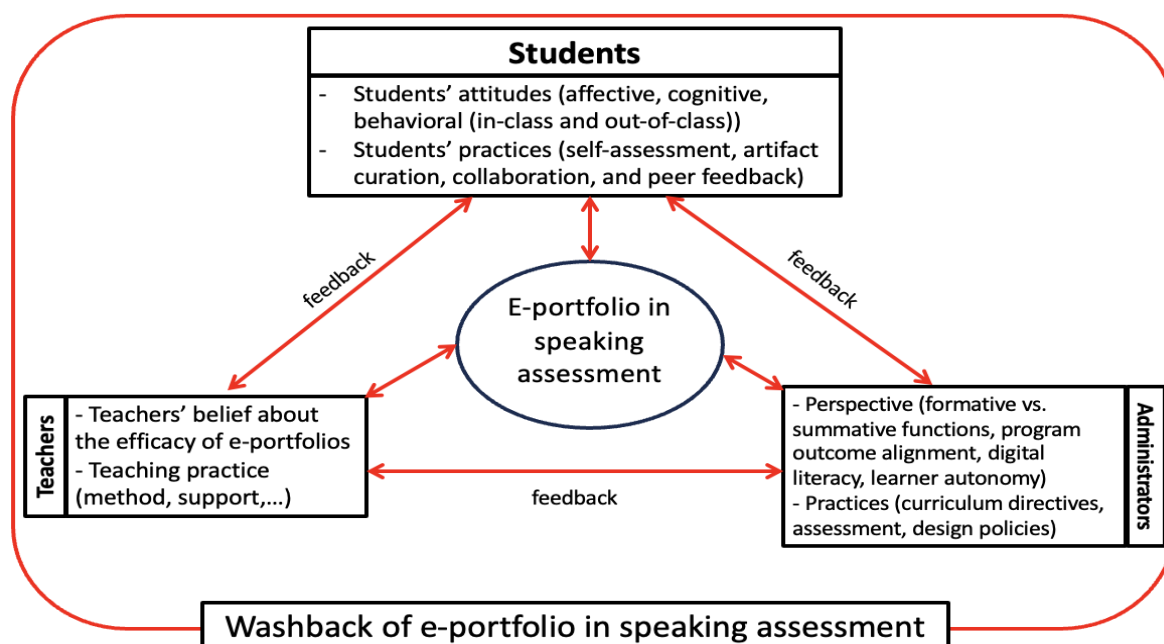 Students
- Students' attitudes (affective, cognitive,
behavioral (in-class and out-of-class))
- Students' practices (self-assessment, artifact
curation, collaboration, and peer feedback)
feedback
feedback
E-portfolio in
speaking
assessment
Teachers
- Teachers' belief about
the efficacy of e-portfolios
- Teaching practice
(method, support,...)
feedback
- Perspective (formative vs.
summative functions, program
outcome alignment, digital
literacy, learner autonomy)
- Practices (curriculum directives,
assessment, design policies)
Administrators
Washback of e-portfolio in speaking assessment